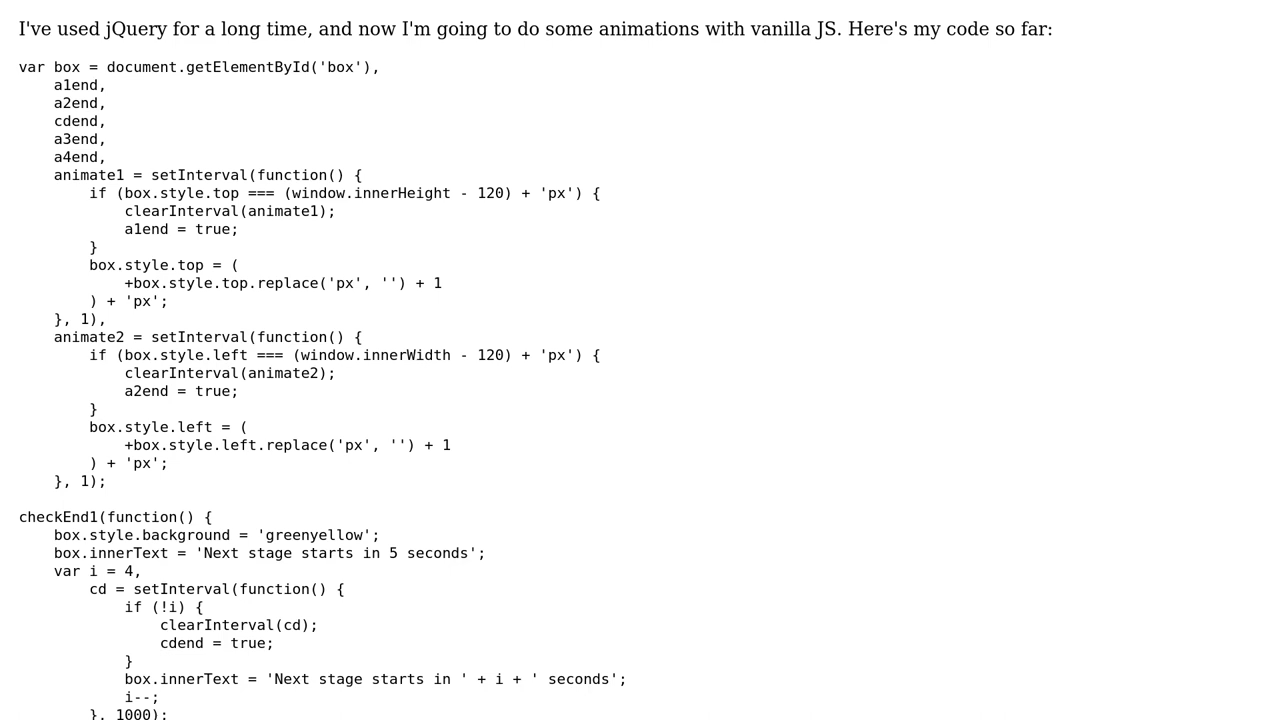 I've used jQuery for a long time, and now I'm going to do some animations with vanilla JS. Here's my code so far:
var box = document.getElementById('box'),
    a1end,
    a2end,
    cdend,
    a3end,
    a4end,
    animate1 = setInterval(function() {
        if (box.style.top === (window.innerHeight - 120) + 'px') {
            clearInterval(animate1);
            a1end = true;
        }
        box.style.top = (
            +box.style.top.replace('px', '') + 1
        ) + 'px';
    }, 1),
    animate2 = setInterval(function() {
        if (box.style.left === (window.innerWidth - 120) + 'px') {
            clearInterval(animate2);
            a2end = true;
        }
        box.style.left = (
            +box.style.left.replace('px', '') + 1
        ) + 'px';
    }, 1);

checkEnd1(function() {
    box.style.background = 'greenyellow';
    box.innerText = 'Next stage starts in 5 seconds';
    var i = 4,
        cd = setInterval(function() {
            if (!i) {
                clearInterval(cd);
                cdend = true;
            }
            box.innerText = 'Next stage starts in ' + i + ' seconds';
            i--;
        }, 1000);